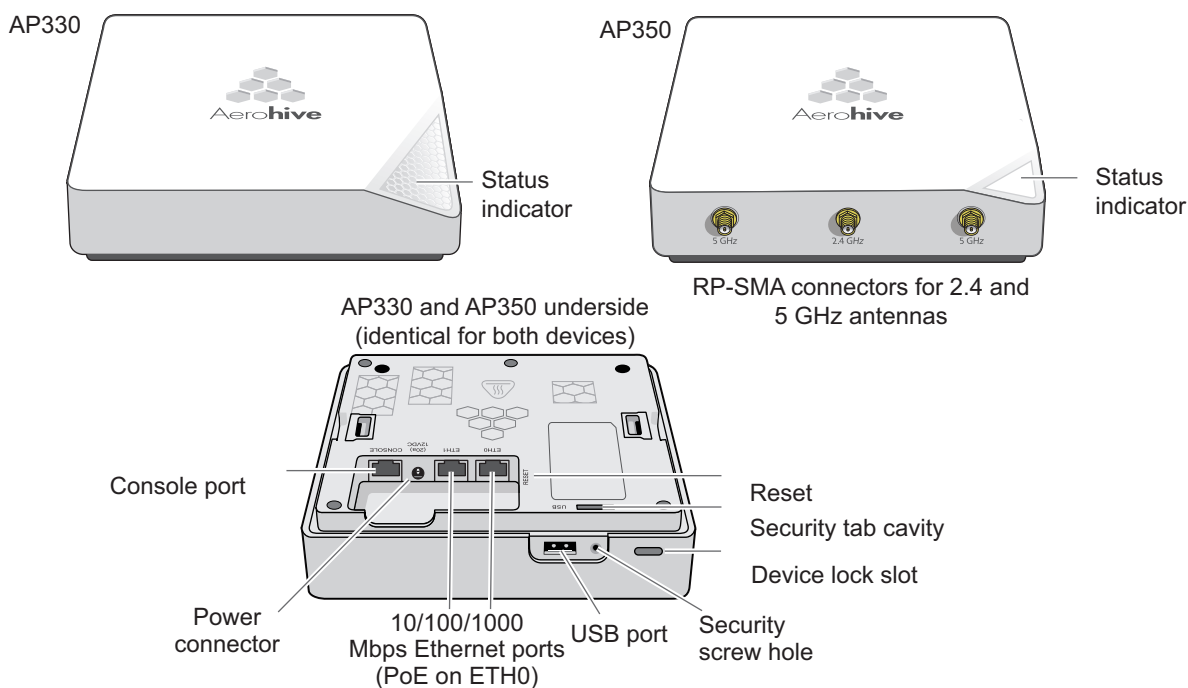 AP330
AP350
Aerohive
Aerohive
Status
indicator
Status
indicator
5 GHz
2.4 GHz
5 GHz
RP-SMA connectors for 2.4 and
5 GHz antennas
AP330 and AP350 underside
(identical for both devices)
CONSOLE
12VDC
(20a)
ETH1
ETH0
RESET
USB
Console port
Reset
Security tab cavity
Device lock slot
Power
connector
10/100/1000
Mbps Ethernet ports
(PoE on ETH0)
USB port
Security
screw hole